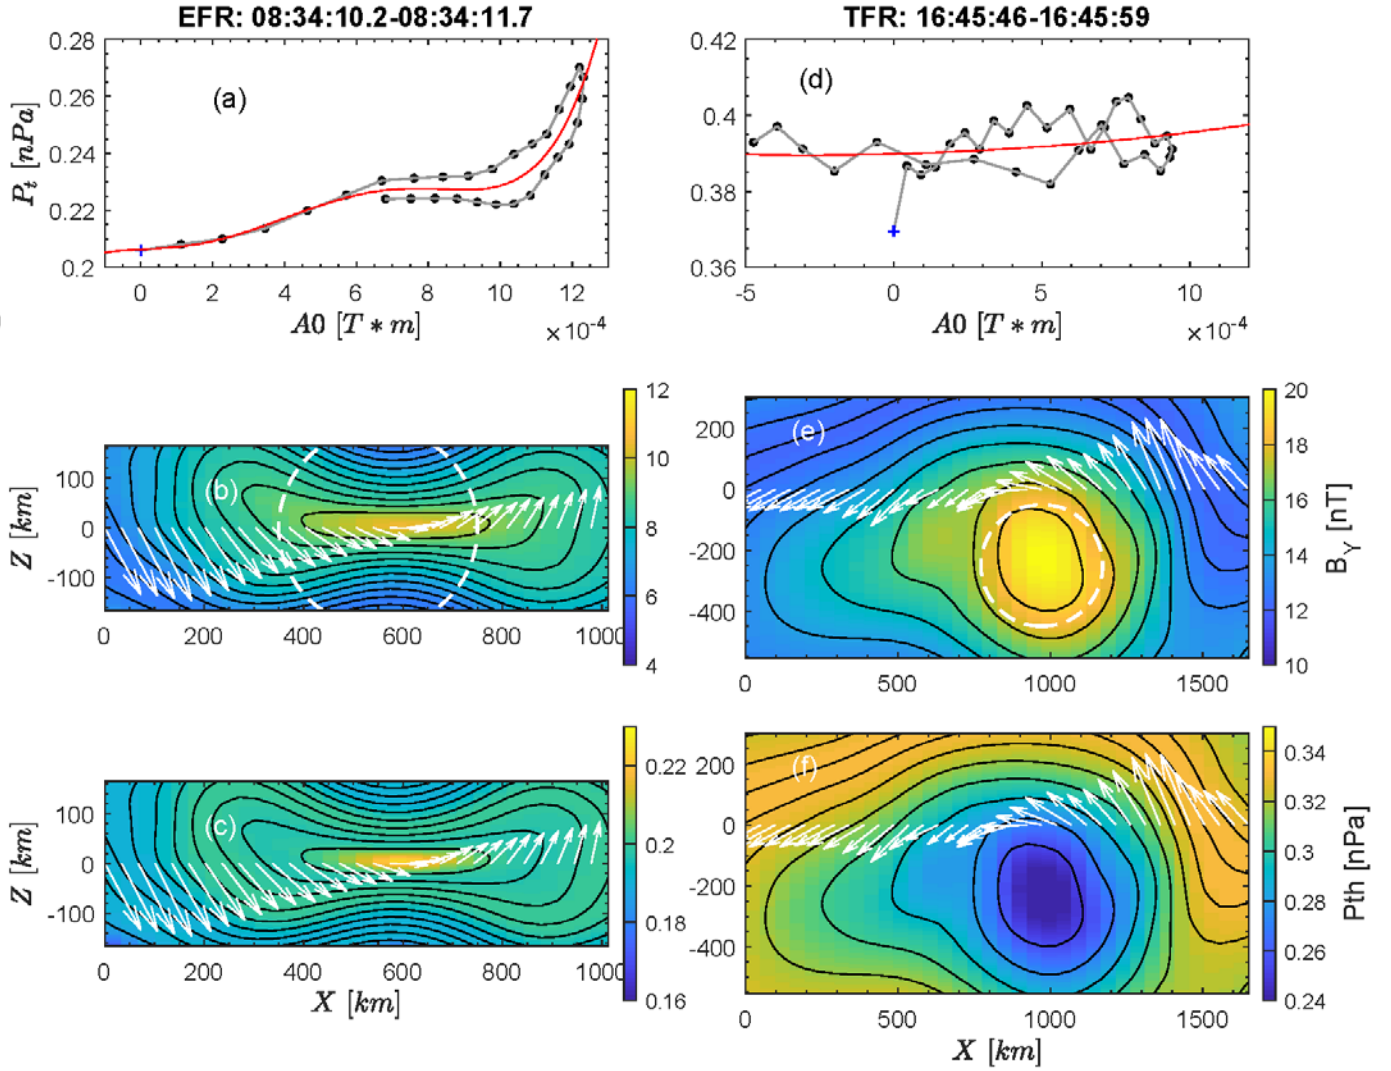 EFR: 08:34:10.2-08:34:11.7
TFR: 16:45:46-16:45:59
0.28
0.26
0.24
0.22
0.2
P_t [nPa]
(a)
0 2 4 6 8 10 12
A0 [T * m]
×10^-4
0.42
0.4
0.38
0.36
(d)
-5 0 5 10
A0 [T * m]
×10^-4
100
0
-100
Z [km]
(b)
0 200 400 600 800 1000
12
10
8
6
4
200
0
-200
-400
(e)
0 500 1000 1500
20
18
16
14
12
10
B_Y [nT]
100
0
-100
Z [km]
(c)
0 200 400 600 800 1000
X [km]
0.22
0.2
0.18
0.16
200
0
-200
-400
(f)
0 500 1000 1500
X [km]
0.34
0.32
0.3
0.28
0.26
0.24
Pth [nPa]